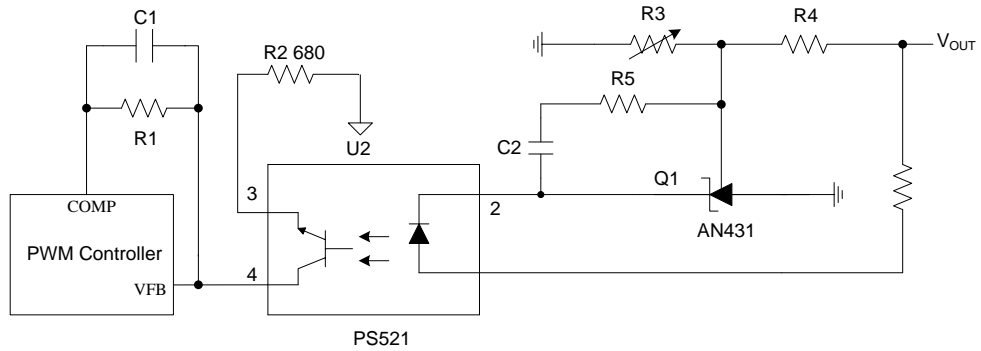 C1
R3
R4
VOUT
R2 680
R5
R1
U2
C2
Q1
3
2
COMP
AN431
PWM Controller
4
VFB
PS521